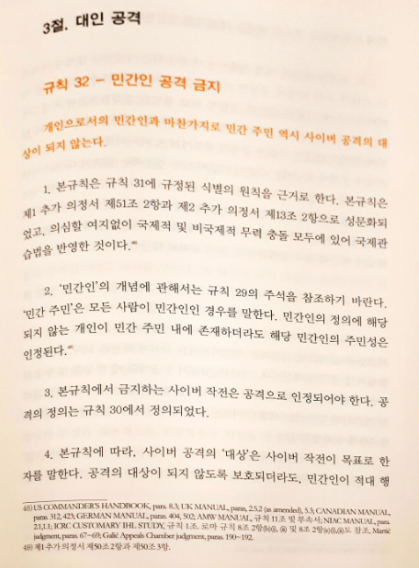 3절. 대인 공격
규칙 32 - 민간인 공격 금지
개인으로서의 민간인과 마찬가지로 민간 주민 역시 사이버 공격의 대
상이 되지 않는다.
1. 본규칙은 규칙 31에 규정된 식별의 원칙을 근거로 한다. 본규칙은
제1 추가 의정서 제51조 2항과 제2 추가 의정서 제13조 2항으로 성문화되
었고, 의심할 여지없이 국제적 및 비국제적 무력 충돌 모두에 있어 국제관
습법을 반영한 것이다.48)
2. '민간인'의 개념에 관해서는 규칙 29의 주석을 참조하기 바란다.
'민간 주민'은 모든 사람이 민간인인 경우를 말한다. 민간인의 정의에 해당
되지 않는 개인이 민간 주민 내에 존재하더라도 해당 민간인의 주민성은
인정된다.49)
3. 본규칙에서 금지하는 사이버 작전은 공격으로 인정되어야 한다. 공
격의 정의는 규칙 30에서 정의되었다.
4. 본규칙에 따라, 사이버 공격의 '대상'은 사이버 작전이 목표로 한
자를 말한다. 공격의 대상이 되지 않도록 보호되더라도, 민간인이 적대 행
48) US COMMANDER'S HANDBOOK, para. 8.3; UK MANUAL, para. 2.5.2 (as amended), 5.3; CANADIAN MANUAL,
paras. 312, 423; GERMAN MANUAL, paras. 404, 502; AMW MANUAL, 규칙 11조 및 부속서; NIAC MANUAL, para.
2.1.1.1; ICRC CUSTOMARY IHL STUDY, 규칙 1조. 로마 규칙 8조 2항(b)(i), (ii) 및 8조 2항(e)(i),(ii)도 참조, Martić
judgment, paras. 67~69; Galić Appeals Chamber judgment, paras. 190~192.
49) 제1 추가 의정서 제50조 2항과 제50조 3항.